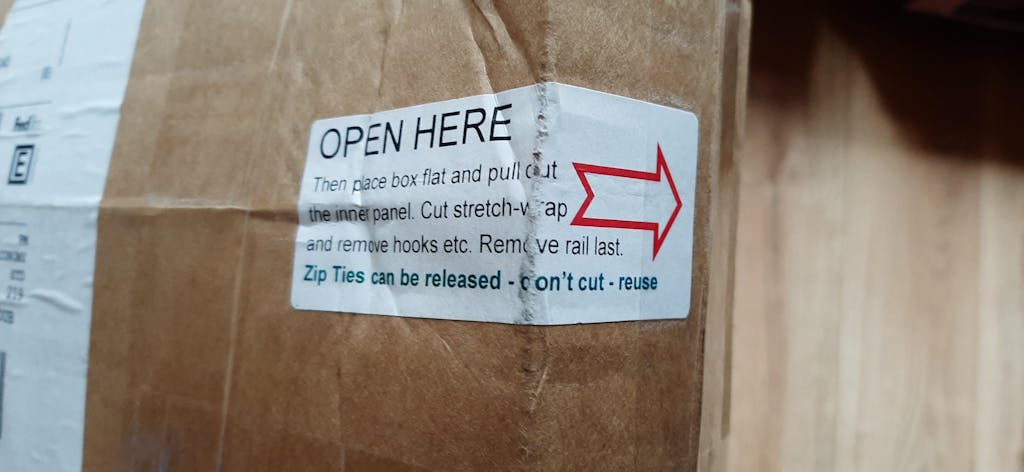 OPEN HERE
Then place box flat and pull out
the inner panel. Cut stretch-wrap
and remove hooks etc. Remove rail last.
Zip Ties can be released - don't cut - reuse
FedEx
E